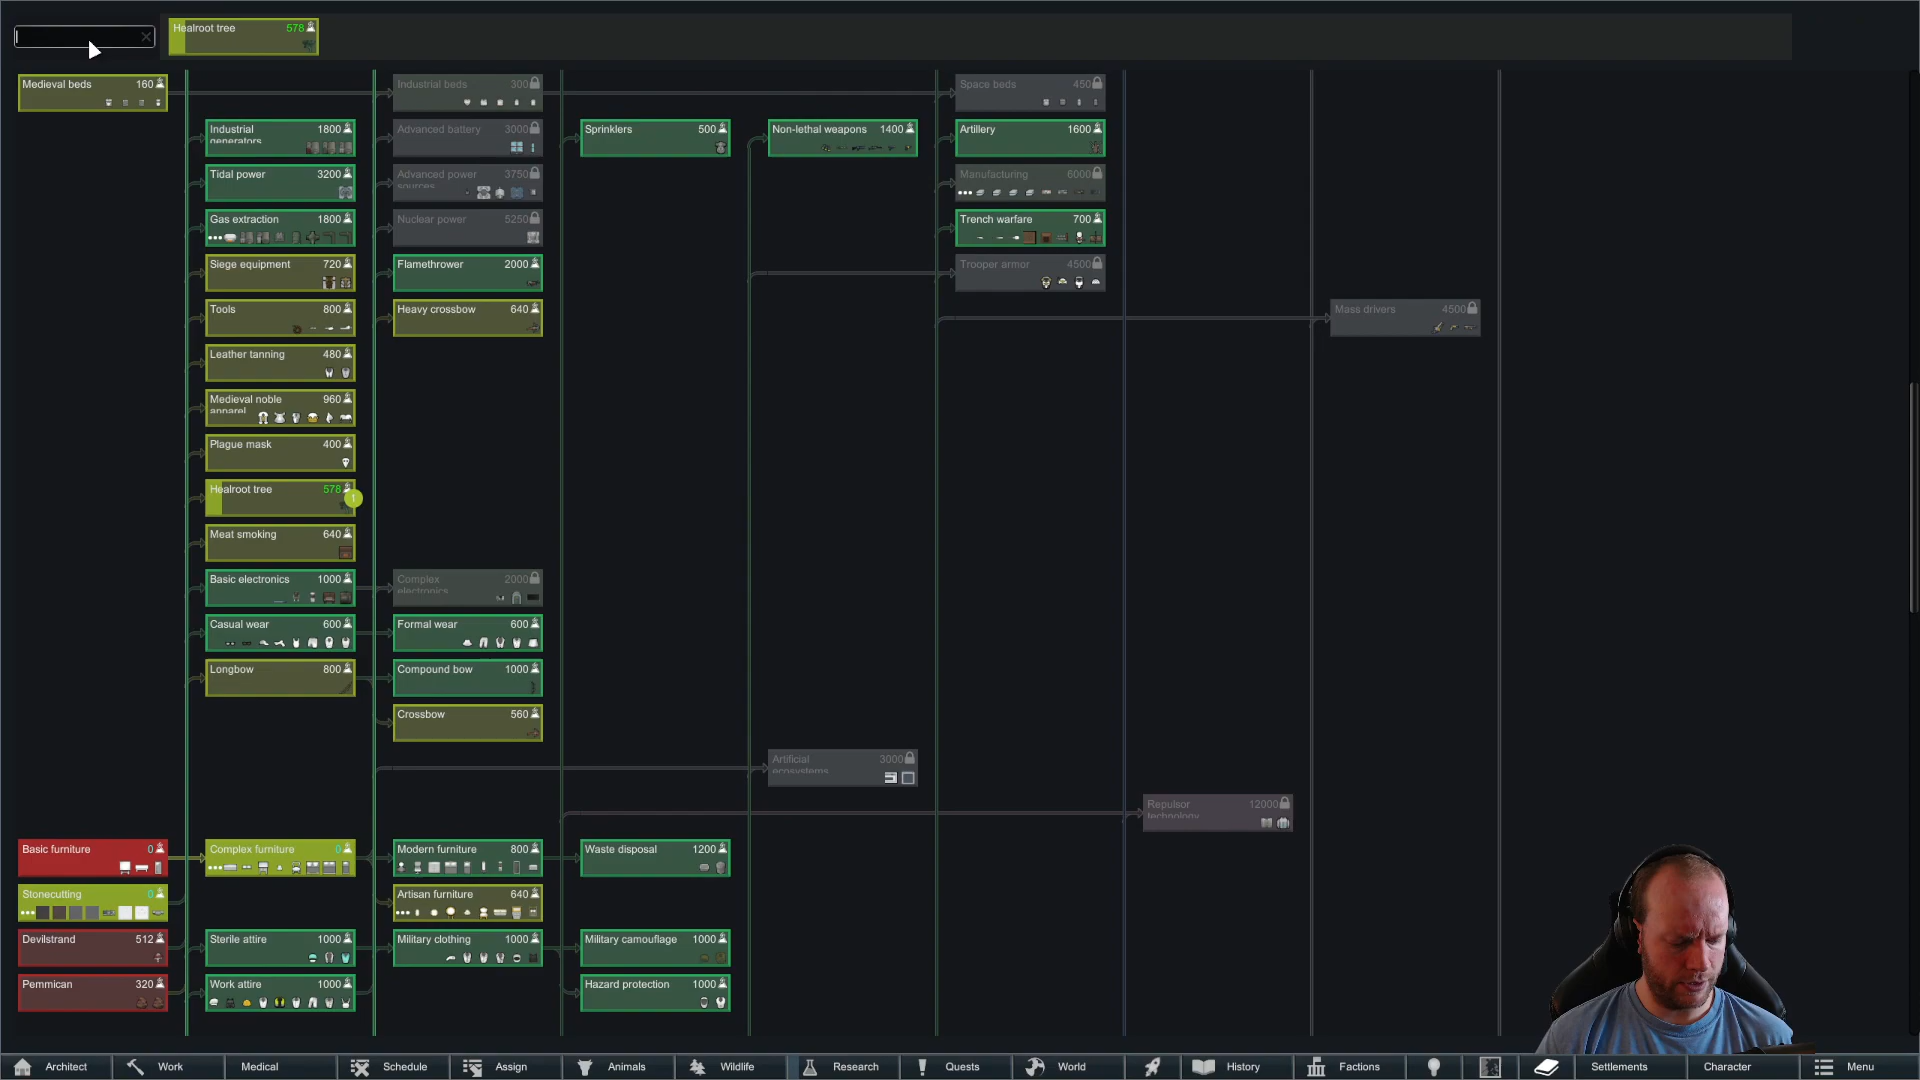 Healroot tree 578
Medieval beds 160
Industrial beds 300
Space beds 450
Industrial generators 1800
Advanced battery 3000
Sprinklers 500
Non-lethal weapons 1400
Artillery 1600
Tidal power 3200
Advanced power sources 3750
Manufacturing 6000
Gas extraction 1800
Nuclear power 5250
Trench warfare 700
Siege equipment 720
Flamethrower 2000
Trooper armor 4500
Tools 800
Heavy crossbow 640
Mass drivers 4500
Leather tanning 480
Medieval noble apparel 960
Plague mask 400
Healroot tree 578
1
Meat smoking 640
Basic electronics 1000
Complex electronics 2000
Casual wear 600
Formal wear 600
Longbow 800
Compound bow 1000
Crossbow 560
Artificial ecosystems 3000
Repulsor technology 12000
Basic furniture 0
Complex furniture 0
Modern furniture 800
Waste disposal 1200
Stonecutting 0
Artisan furniture 640
Devilstrand 512
Sterile attire 1000
Military clothing 1000
Military camouflage 1000
Pemmican 320
Work attire 1000
Hazard protection 1000
Architect Work Medical Schedule Assign Animals Wildlife Research Quests World History Factions Settlements Character Menu